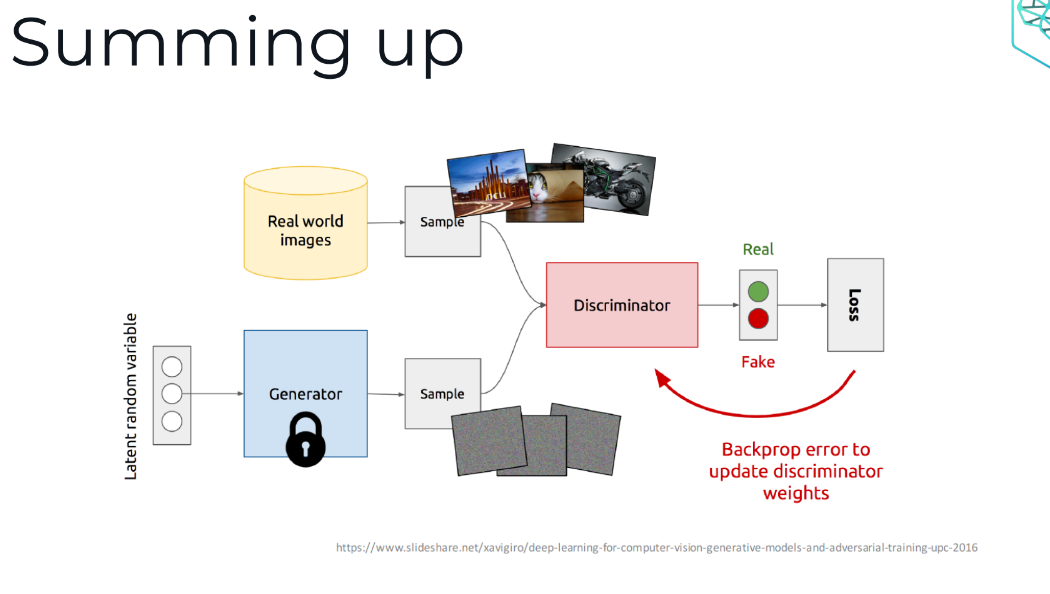 Summing up
Real world
images
Sample
Latent random variable
Generator
Sample
Discriminator
Real
Fake
Loss
Backprop error to
update discriminator
weights
https://www.slideshare.net/xavigiro/deep-learning-for-computer-vision-generative-models-and-adversarial-training-upc-2016